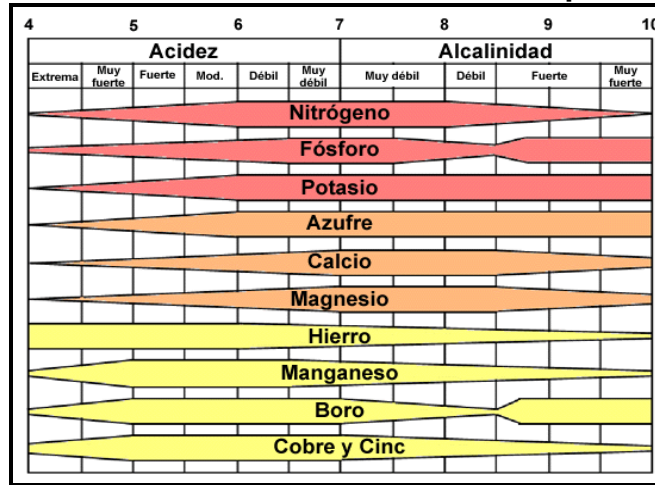 4 5 6 7 8 9 10
Acidez Alcalinidad
Extrema Muy fuerte Fuerte Mod. Débil Muy débil Muy débil Débil Fuerte Muy fuerte
Nitrógeno
Fósforo
Potasio
Azufre
Calcio
Magnesio
Hierro
Manganeso
Boro
Cobre y Cinc